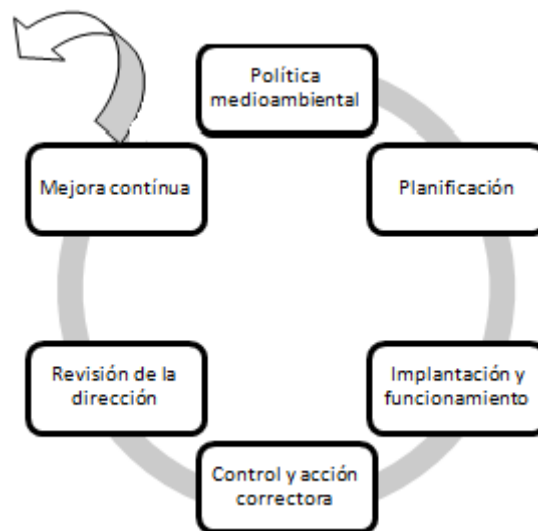 Política
medioambiental
Planificación
Implantación y
funcionamiento
Control y acción
correctora
Revisión de la
dirección
Mejora contínua